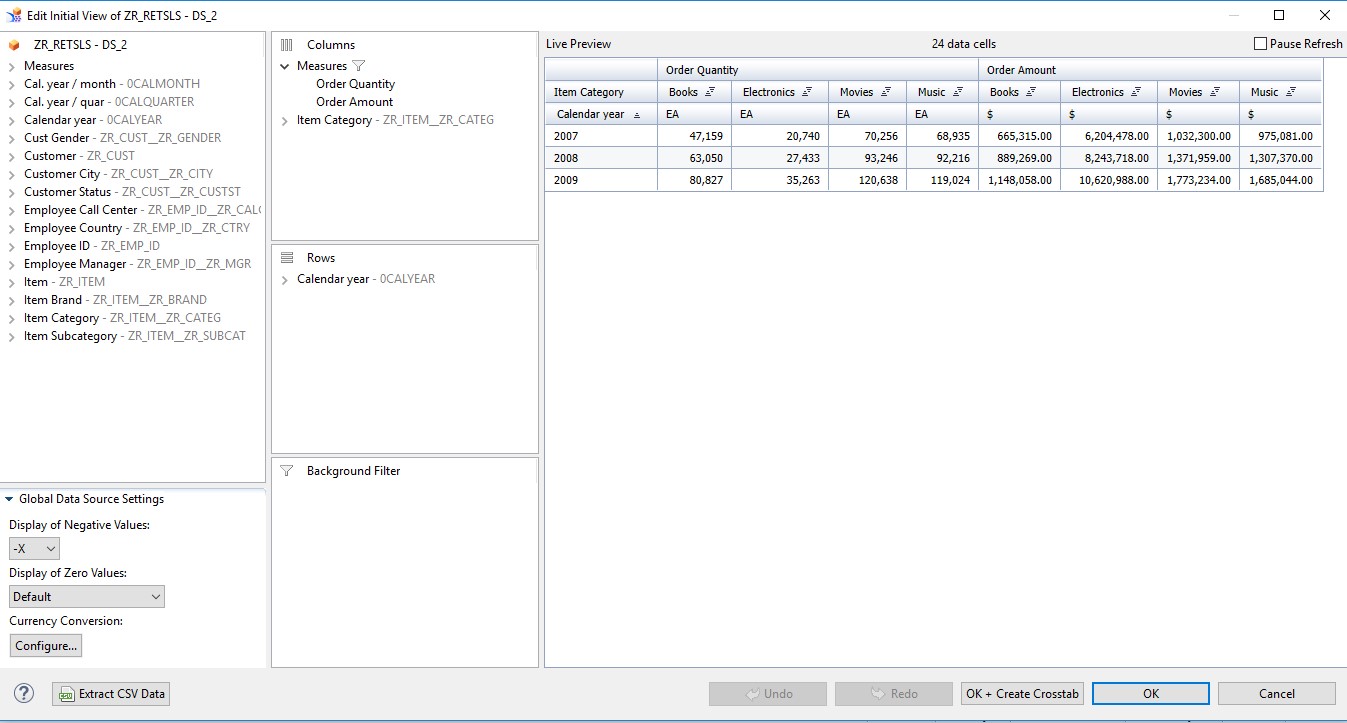 Edit Initial View of ZR_RETSLS - DS_2
ZR_RETSLS - DS_2
Measures
Cal. year / month - 0CALMONTH
Cal. year / quar - 0CALQUARTER
Calendar year - 0CALYEAR
Cust Gender - ZR_CUST__ZR_GENDER
Customer - ZR_CUST
Customer City - ZR_CUST__ZR_CITY
Customer Status - ZR_CUST__ZR_CUSTST
Employee Call Center - ZR_EMP_ID__ZR_CAL
Employee Country - ZR_EMP_ID__ZR_CTRY
Employee ID - ZR_EMP_ID
Employee Manager - ZR_EMP_ID__ZR_MGR
Item - ZR_ITEM
Item Brand - ZR_ITEM__ZR_BRAND
Item Category - ZR_ITEM__ZR_CATEG
Item Subcategory - ZR_ITEM__ZR_SUBCAT
Global Data Source Settings
Display of Negative Values:
-X
Display of Zero Values:
Default
Currency Conversion:
Configure...
Columns
Measures
Order Quantity
Order Amount
Item Category - ZR_ITEM__ZR_CATEG
Rows
Calendar year - 0CALYEAR
Background Filter
Live Preview 24 data cells Pause Refresh
Order Quantity Order Amount
Item Category Books Electronics Movies Music Books Electronics Movies Music
Calendar year EA EA EA EA $ $ $ $
2007 47,159 20,740 70,256 68,935 665,315.00 6,204,478.00 1,032,300.00 975,081.00
2008 63,050 27,433 93,246 92,216 889,269.00 8,243,718.00 1,371,959.00 1,307,370.00
2009 80,827 35,263 120,638 119,024 1,148,058.00 10,620,988.00 1,773,234.00 1,685,044.00
? Extract CSV Data Undo Redo OK + Create Crosstab OK Cancel